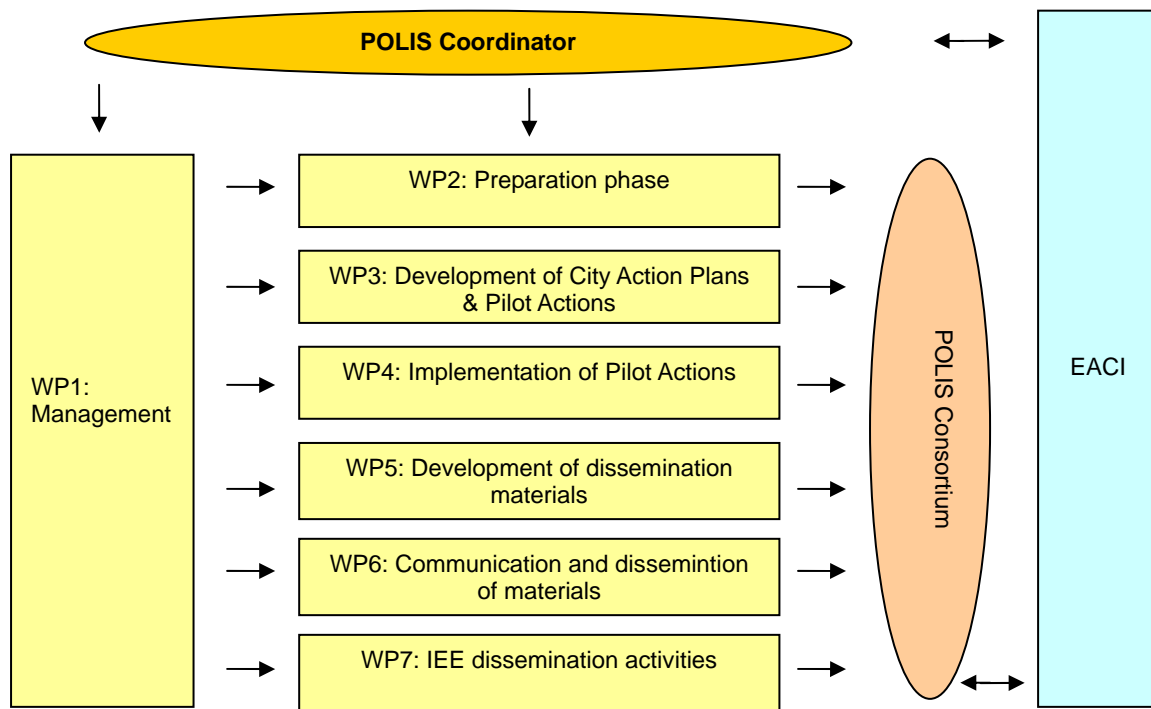 POLIS Coordinator
WP1:
Management
WP2: Preparation phase
WP3: Development of City Action Plans
& Pilot Actions
WP4: Implementation of Pilot Actions
WP5: Development of dissemination
materials
WP6: Communication and dissemintion
of materials
WP7: IEE dissemination activities
POLIS Consortium
EACI